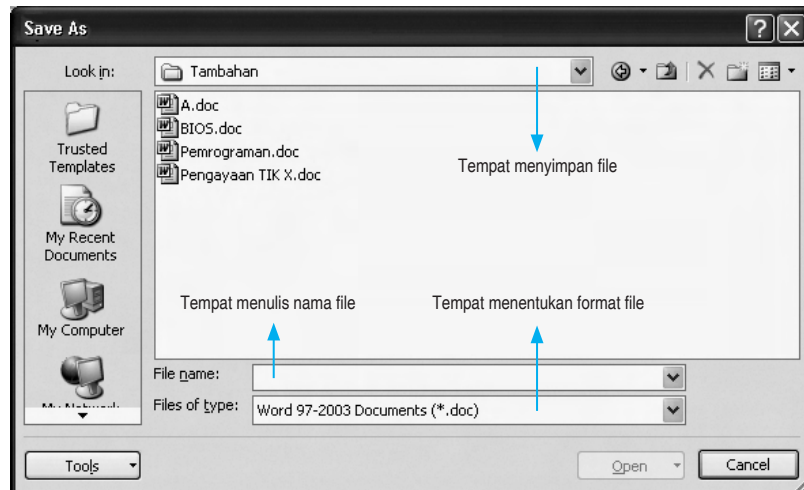 Save As
Look in:
Tambahan
A.doc
BIOS.doc
Pemrograman.doc
Pengayaan TIK X.doc
Tempat menyimpan file
Trusted
Templates
My Recent
Documents
My Computer
Tempat menulis nama file
Tempat menentukan format file
File name:
Files of type:
Word 97-2003 Documents (*.doc)
My Network
Tools
Open
Cancel